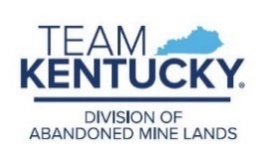 TEAM
KENTUCKY.
DIVISION OF
ABANDONED MINE LANDS